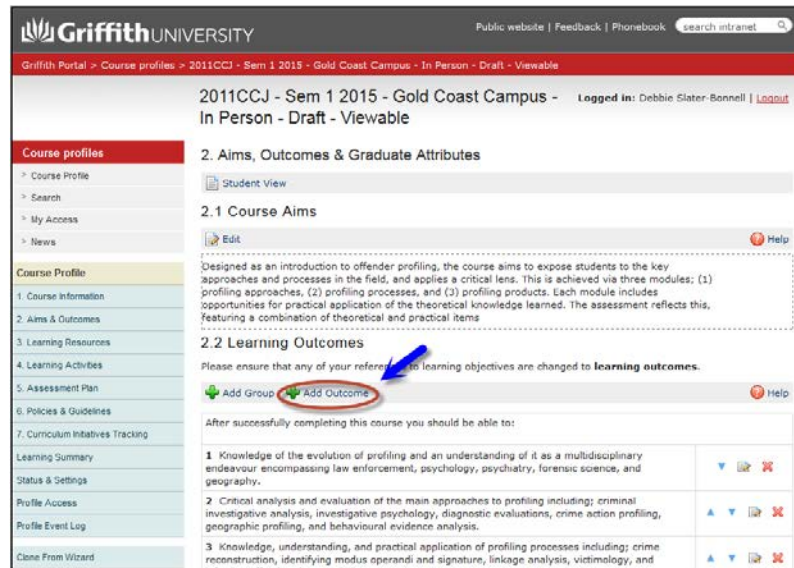 Griffith UNIVERSITY
Public website | Feedback | Phonebook
search intranet
Griffith Portal > Course profiles > 2011CCJ - Sem 1 2015 - Gold Coast Campus - In Person - Draft - Viewable
2011CCJ - Sem 1 2015 - Gold Coast Campus -
In Person - Draft - Viewable
Logged in: Debbie Slater-Bonnell | Logout
Course profiles
> Course Profile
> Search
> My Access
> News
Course Profile
1. Course Information
2. Aims & Outcomes
3. Learning Resources
4. Learning Activities
5. Assessment Plan
6. Policies & Guidelines
7. Curriculum Initiatives Tracking
Learning Summary
Status & Settings
Profile Access
Profile Event Log
Clone From Wizard
2. Aims, Outcomes & Graduate Attributes
Student View
2.1 Course Aims
Edit
Help
Designed as an introduction to offender profiling, the course aims to expose students to the key
approaches and processes in the field, and applies a critical lens. This is achieved via three modules; (1)
profiling approaches, (2) profiling processes, and (3) profiling products. Each module includes
opportunities for practical application of the theoretical knowledge learned. The assessment reflects this,
featuring a combination of theoretical and practical items
2.2 Learning Outcomes
Please ensure that any of your to learning objectives are changed to learning outcomes.
Add Group
Add Outcome
Help
After successfully completing this course you should be able to:
1 Knowledge of the evolution of profiling and an understanding of it as a multidisciplinary
endeavour encompassing law enforcement, psychology, psychiatry, forensic science, and
geography.
2 Critical analysis and evaluation of the main approaches to profiling including; criminal
investigative analysis, investigative psychology, diagnostic evaluations, crime action profiling,
geographic profiling, and behavioural evidence analysis.
3 Knowledge, understanding, and practical application of profiling processes including; crime
reconstruction, identifying modus operandi and signature, linkage analysis, victimology, and